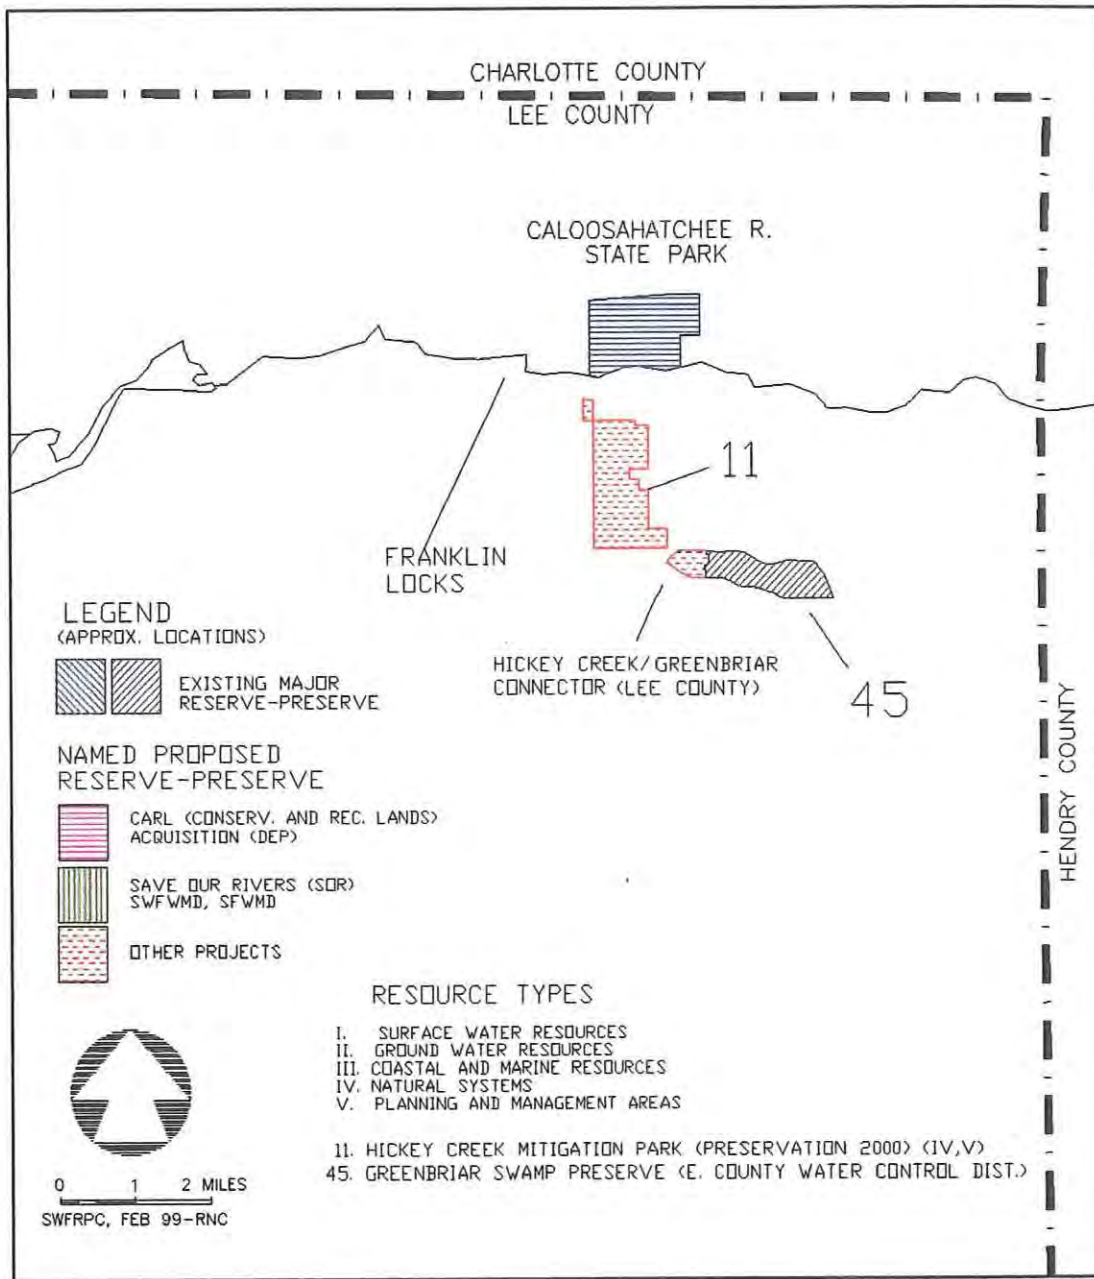 CHARLOTTE COUNTY
LEE COUNTY
CALOOSAHATCHEE R.
STATE PARK
11
FRANKLIN
LOCKS
HICKEY CREEK/GREENBRIAR
CONNECTOR (LEE COUNTY)
45
HENDRY COUNTY
LEGEND
(APPROX. LOCATIONS)
EXISTING MAJOR
RESERVE-PRESERVE
NAMED PROPOSED
RESERVE-PRESERVE
CARL (CONSERV. AND REC. LANDS)
ACQUISITION (DEP)
SAVE OUR RIVERS (SOR)
SWFWMD, SFWMD
OTHER PROJECTS
RESOURCE TYPES
I. SURFACE WATER RESOURCES
II. GROUND WATER RESOURCES
III. COASTAL AND MARINE RESOURCES
IV. NATURAL SYSTEMS
V. PLANNING AND MANAGEMENT AREAS
11. HICKEY CREEK MITIGATION PARK (PRESERVATION 2000) (IV,V)
45. GREENBRIAR SWAMP PRESERVE (E. COUNTY WATER CONTROL DIST.)
0 1 2 MILES
SWFRPC, FEB 99-RNC